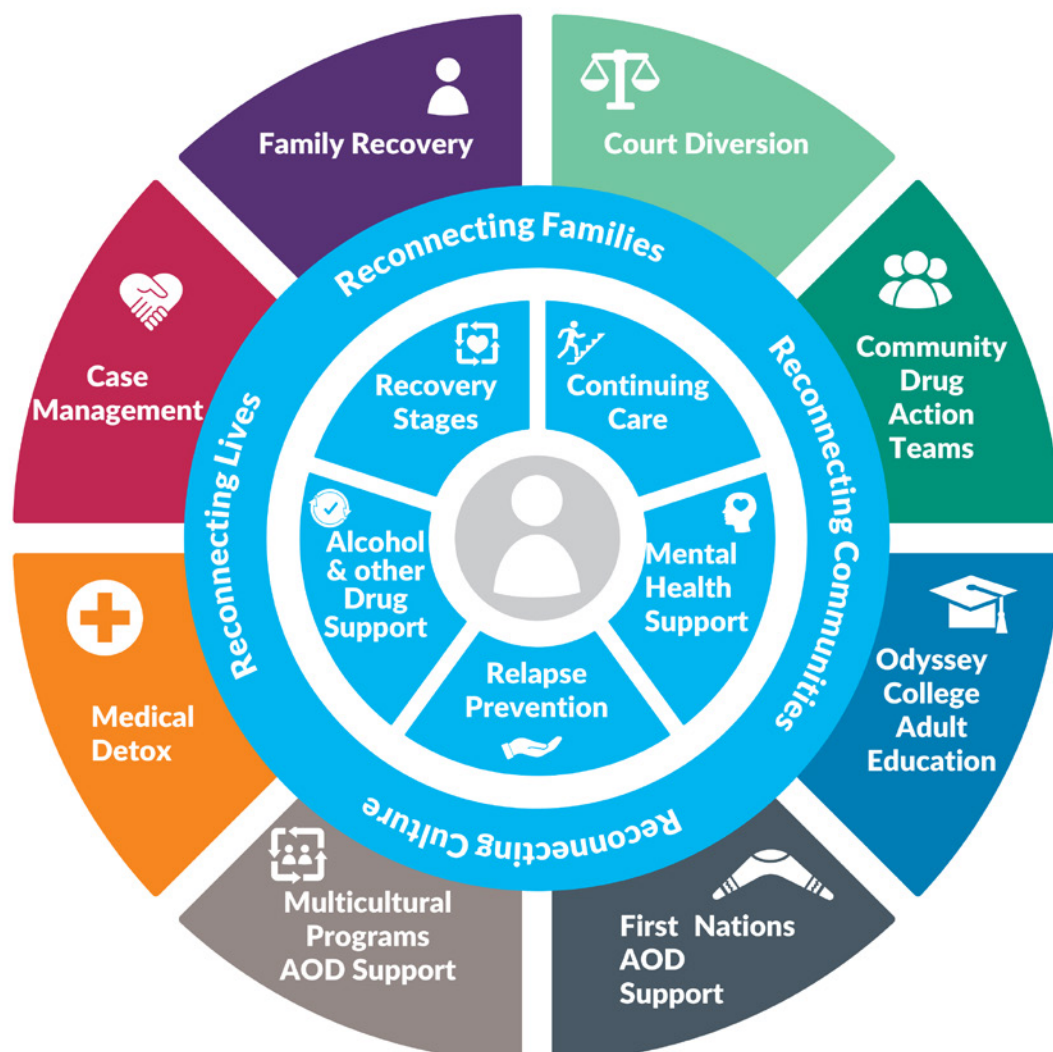 Family Recovery
Court Diversion
Community
Drug
Action
Teams
Odyssey
College
Adult
Education
First Nations
AOD
Support
Multicultural
Programs
AOD Support
Medical
Detox
Case
Management
Reconnecting Families
Reconnecting Communities
Reconnecting Culture
Reconnecting Lives
Recovery
Stages
Continuing
Care
Mental
Health
Support
Relapse
Prevention
Alcohol
& other
Drug
Support